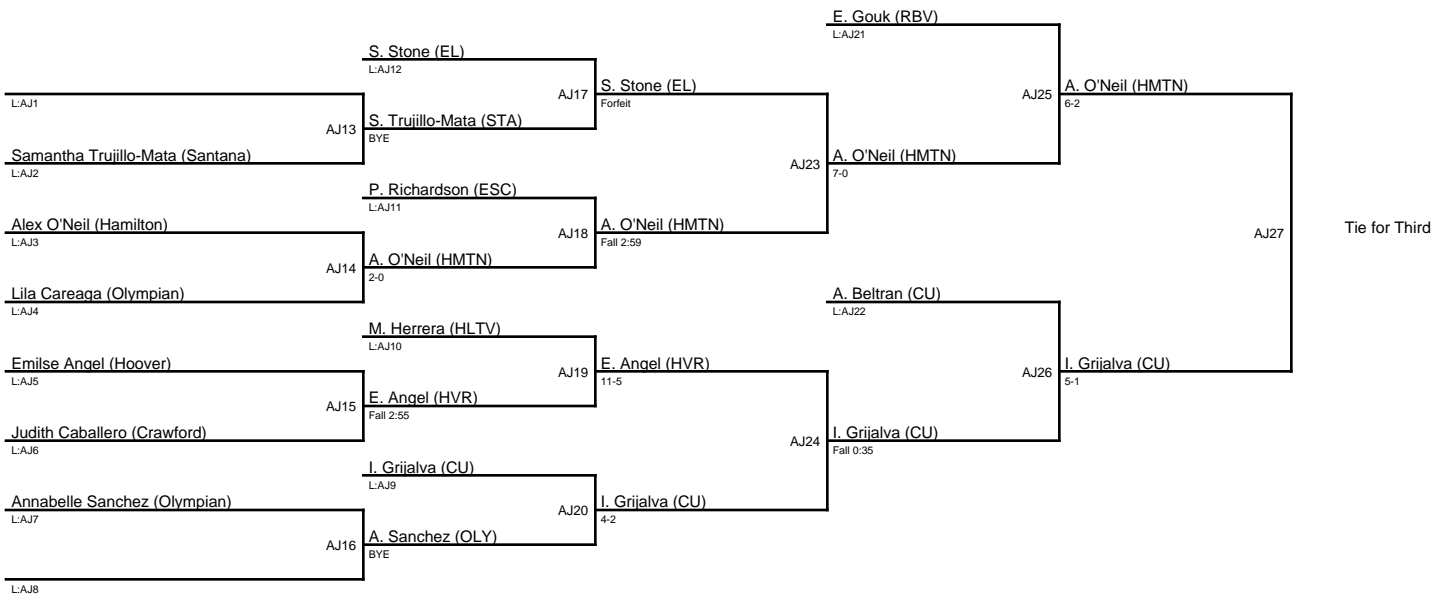 E. Gouk (RBV)
L:AJ21
S. Stone (EL)
L:AJ12
AJ17
S. Stone (EL)
Forfeit
AJ25
A. O'Neil (HMTN)
6-2
L:AJ1
AJ13
S. Trujillo-Mata (STA)
BYE
Samantha Trujillo-Mata (Santana)
L:AJ2
AJ23
A. O'Neil (HMTN)
7-0
P. Richardson (ESC)
L:AJ11
Alex O'Neil (Hamilton)
L:AJ3
AJ18
A. O'Neil (HMTN)
Fall 2:59
AJ27
Tie for Third
AJ14
A. O'Neil (HMTN)
2-0
Lila Careaga (Olympian)
L:AJ4
A. Beltran (CU)
L:AJ22
M. Herrera (HLTV)
L:AJ10
Emilse Angel (Hoover)
L:AJ5
AJ19
E. Angel (HVR)
11-5
AJ26
I. Grijalva (CU)
5-1
AJ15
E. Angel (HVR)
Fall 2:55
Judith Caballero (Crawford)
L:AJ6
AJ24
I. Grijalva (CU)
Fall 0:35
I. Grijalva (CU)
L:AJ9
Annabelle Sanchez (Olympian)
L:AJ7
AJ20
I. Grijalva (CU)
4-2
AJ16
A. Sanchez (OLY)
BYE
L:AJ8